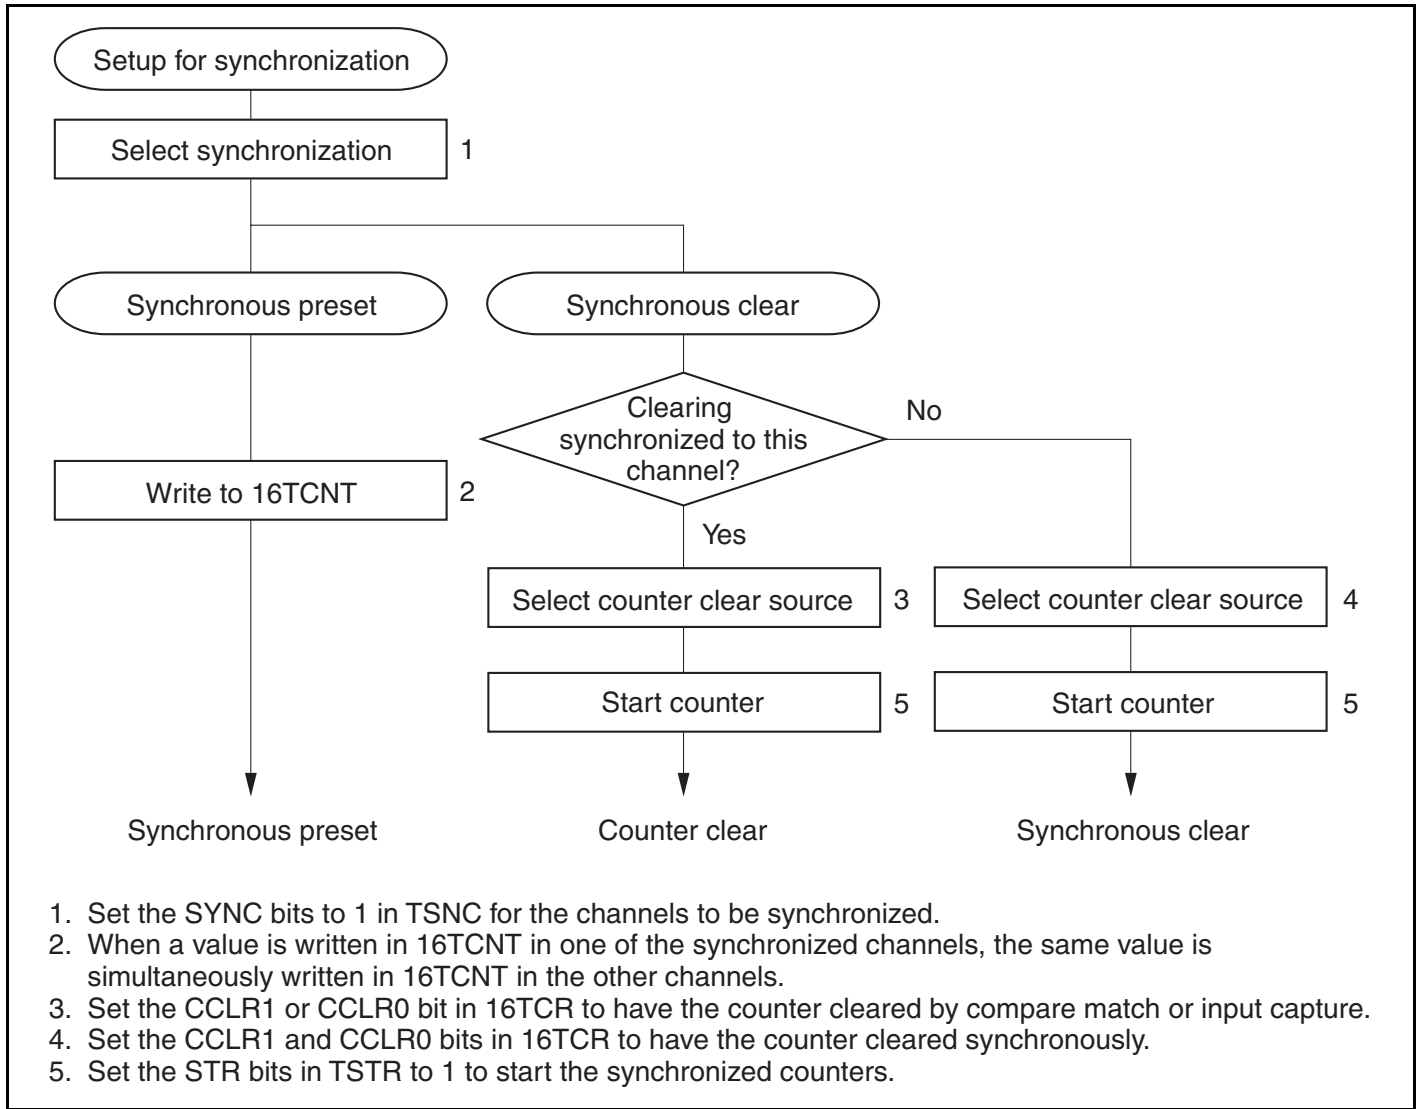 Setup for synchronization
Select synchronization 1
Synchronous preset
Synchronous clear
Clearing
synchronized to this
channel?
No
Write to 16TCNT 2
Yes
Select counter clear source 3
Select counter clear source 4
Start counter 5
Start counter 5
Synchronous preset
Counter clear
Synchronous clear
1. Set the SYNC bits to 1 in TSNC for the channels to be synchronized.
2. When a value is written in 16TCNT in one of the synchronized channels, the same value is
simultaneously written in 16TCNT in the other channels.
3. Set the CCLR1 or CCLR0 bit in 16TCR to have the counter cleared by compare match or input capture.
4. Set the CCLR1 and CCLR0 bits in 16TCR to have the counter cleared synchronously.
5. Set the STR bits in TSTR to 1 to start the synchronized counters.